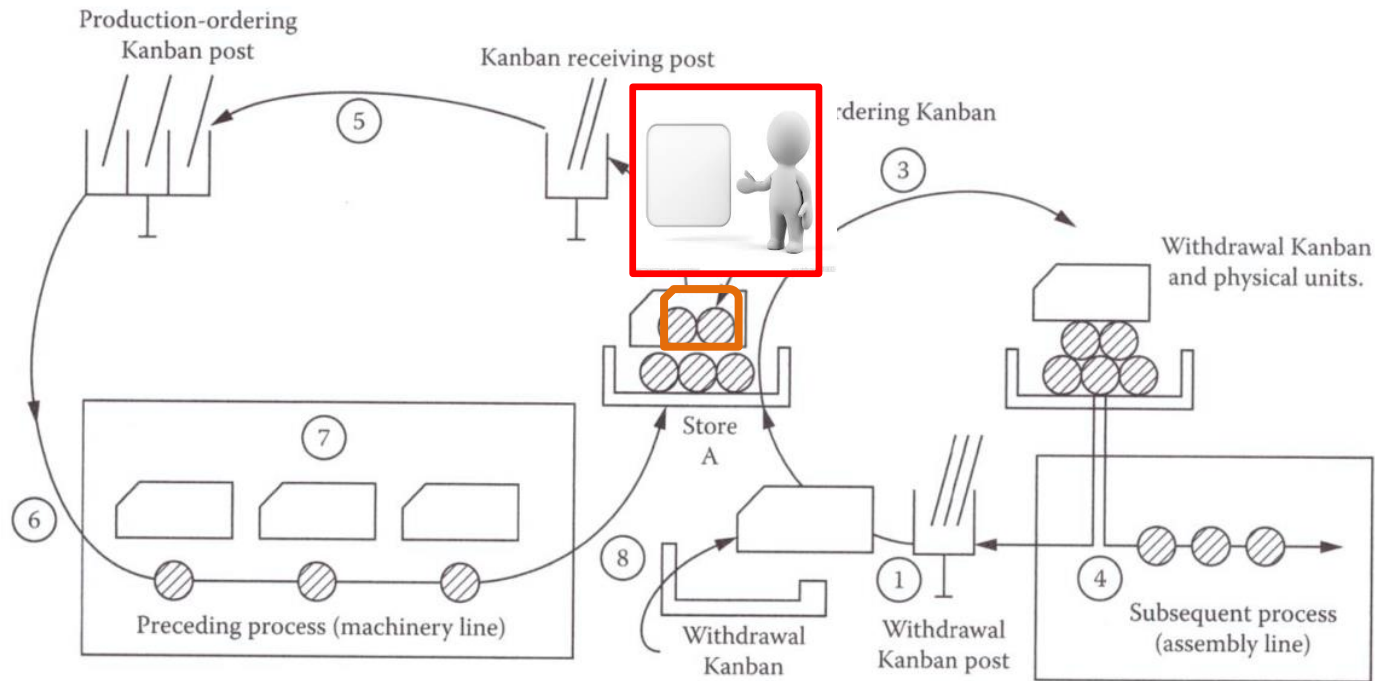 Production-ordering
Kanban post
Kanban receiving post
rdering Kanban
5
3
Withdrawal Kanban
and physical units.
Store
A
7
6
8
1
4
Preceding process (machinery line)
Withdrawal
Kanban
Withdrawal
Kanban post
Subsequent process
(assembly line)